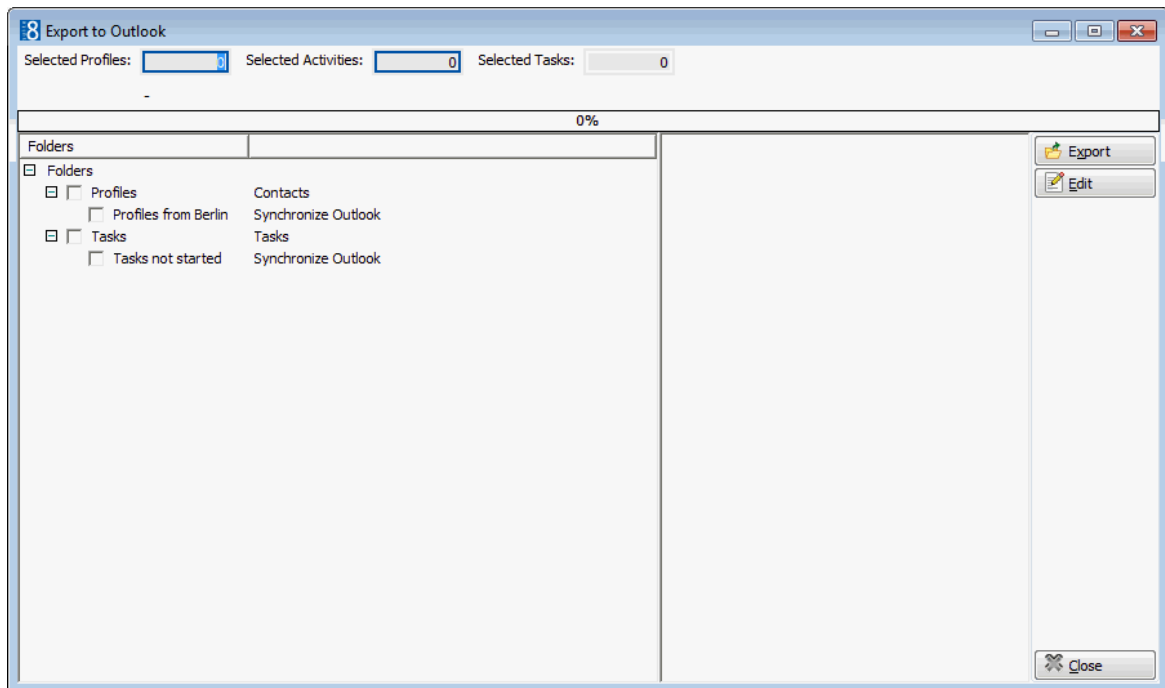 8 Export to Outlook
Selected Profiles: 0 Selected Activities: 0 Selected Tasks: 0
-
0%
Folders
Folders
Profiles Contacts
Profiles from Berlin Synchronize Outlook
Tasks Tasks
Tasks not started Synchronize Outlook
Export
Edit
Close